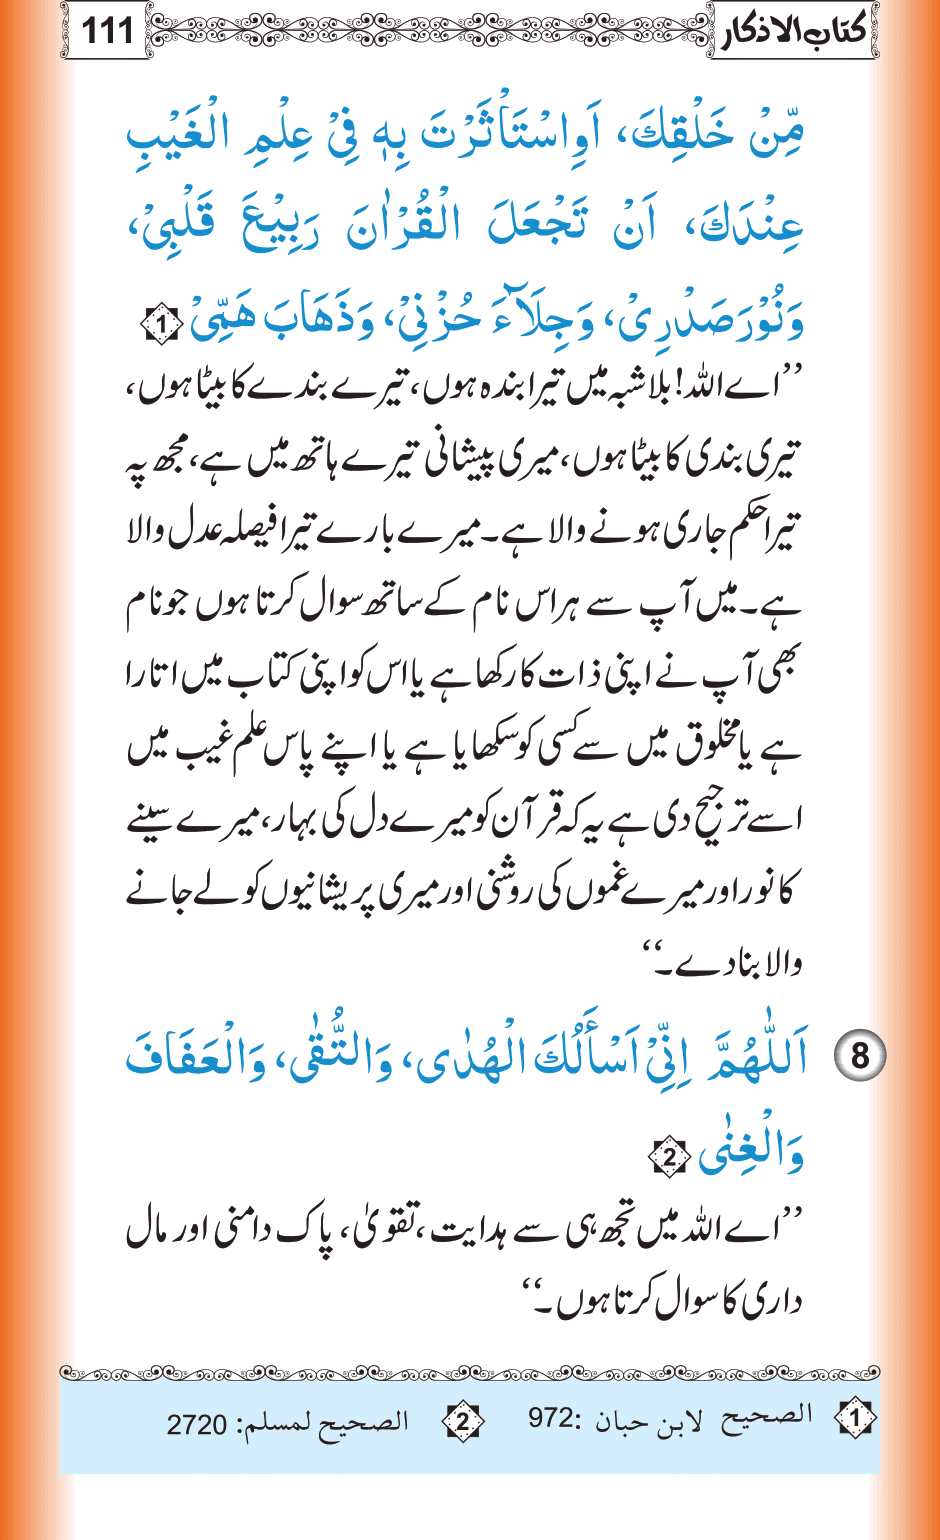 كتاب الاذكار 111
مِّنْ خَلْقِكَ، اَوِاسْتَاْثَرْتَ بِهٖ فِيْ عِلْمِ الْغَيْبِ
عِنْدَكَ، اَنْ تَجْعَلَ الْقُرْاٰنَ رَبِيْعَ قَلْبِيْ،
وَنُوْرَصَدْرِيْ، وَجِلَآءَ حُزْنِيْ، وَذَهَابَ هَمِّيْ 1
’’اے اللہ! بلاشبہ میں تیرا بندہ ہوں، تیرے بندے کا بیٹا ہوں،
تیری بندی کا بیٹا ہوں، میری پیشانی تیرے ہاتھ میں ہے، مجھ پہ
تیرا حکم جاری ہونے والا ہے۔ میرے بارے تیرا فیصلہ عدل والا
ہے۔ میں آپ سے ہر اس نام کے ساتھ سوال کرتا ہوں جو نام
بھی آپ نے اپنی ذات کا رکھا ہے یا اس کو اپنی کتاب میں اتارا
ہے یا مخلوق میں سے کسی کو سکھایا ہے یا اپنے پاس علم غیب میں
اسے ترجیح دی ہے یہ کہ قرآن کو میرے دل کی بہار، میرے سینے
کا نور اور میرے غموں کی روشنی اور میری پریشانیوں کو لے جانے
والا بنا دے۔‘‘
8 اَللّٰهُمَّ اِنِّيْ اَسْأَلُكَ الْهُدٰى، وَالتُّقٰى، وَالْعَفَافَ
وَالْغِنٰى 2
’’اے اللہ میں تجھ ہی سے ہدایت، تقویٰ، پاک دامنی اور مال
داری کا سوال کرتا ہوں۔‘‘
1 الصحيح لابن حبان :972 2 الصحيح لمسلم: 2720